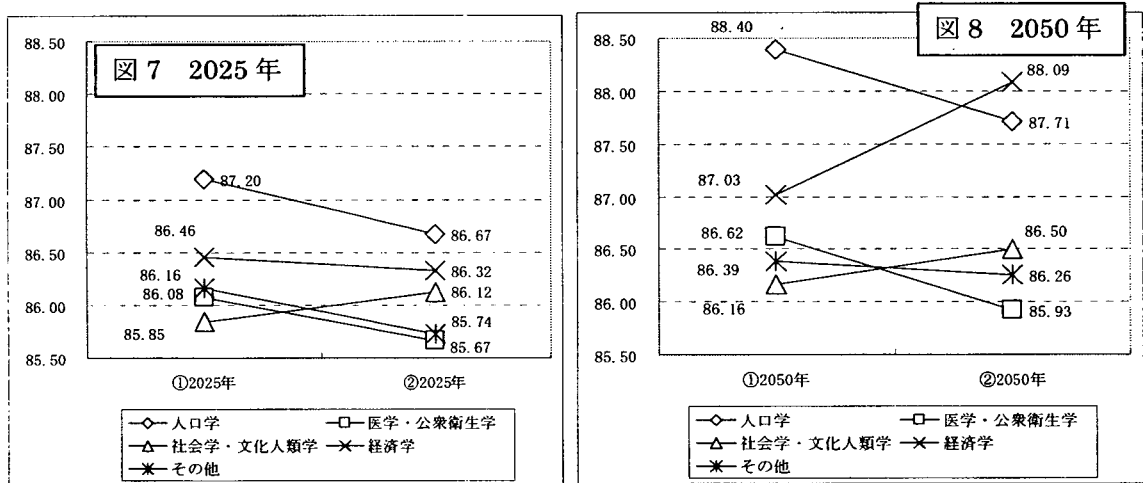 図7 2025年
88.50
88.00
87.50
87.00
86.50
86.00
85.50
87.20
86.46
86.16
86.08
85.85
86.67
86.32
86.12
85.74
85.67
①2025年
②2025年
人口学
医学・公衆衛生学
社会学・文化人類学
経済学
その他
図8 2050年
88.50
88.00
87.50
87.00
86.50
86.00
85.50
88.40
87.03
86.62
86.39
86.16
88.09
87.71
86.50
86.26
85.93
①2050年
②2050年
人口学
医学・公衆衛生学
社会学・文化人類学
経済学
その他